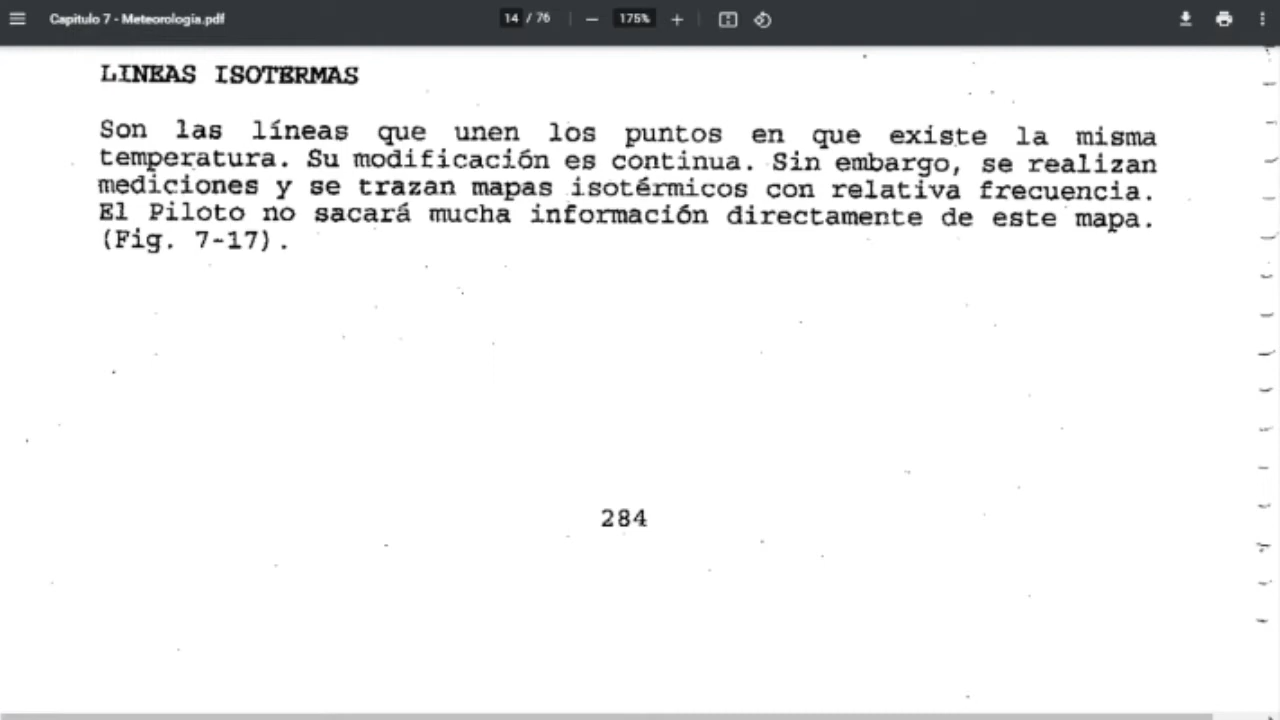 Capitulo 7 - Meteorologia.pdf
14 / 76
175%
LINEAS ISOTERMAS
Son las líneas que unen los puntos en que existe la misma
temperatura. Su modificación es continua. Sin embargo, se realizan
mediciones y se trazan mapas isotérmicos con relativa frecuencia.
El Piloto no sacará mucha información directamente de este mapa.
(Fig. 7-17).
284